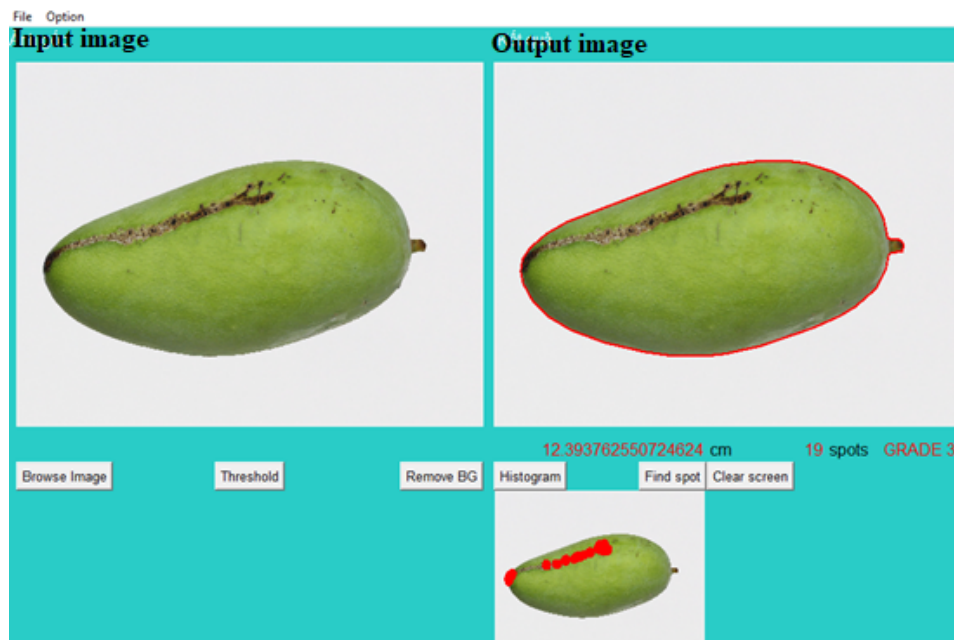 File Option
Input image
Output image
12.393762550724624 cm 19 spots GRADE 3
Browse Image Threshold Remove BG Histogram Find spot Clear screen